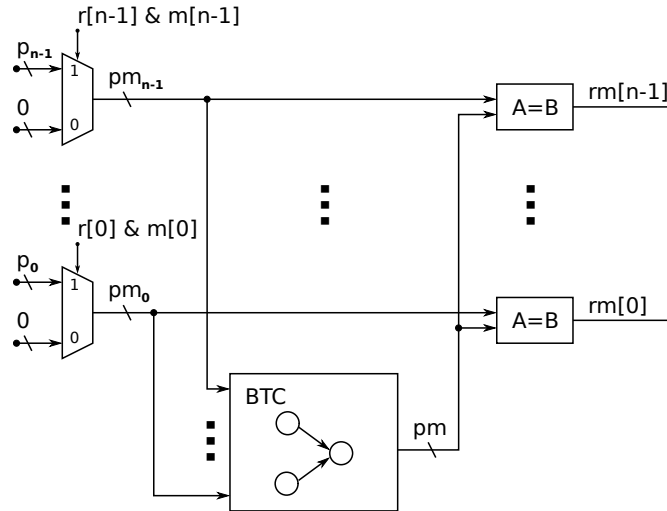 r[n-1] & m[n-1]
pn-1
1
pmn-1
0
0
A=B
rm[n-1]
r[0] & m[0]
p0
1
pm0
0
0
A=B
rm[0]
BTC
pm